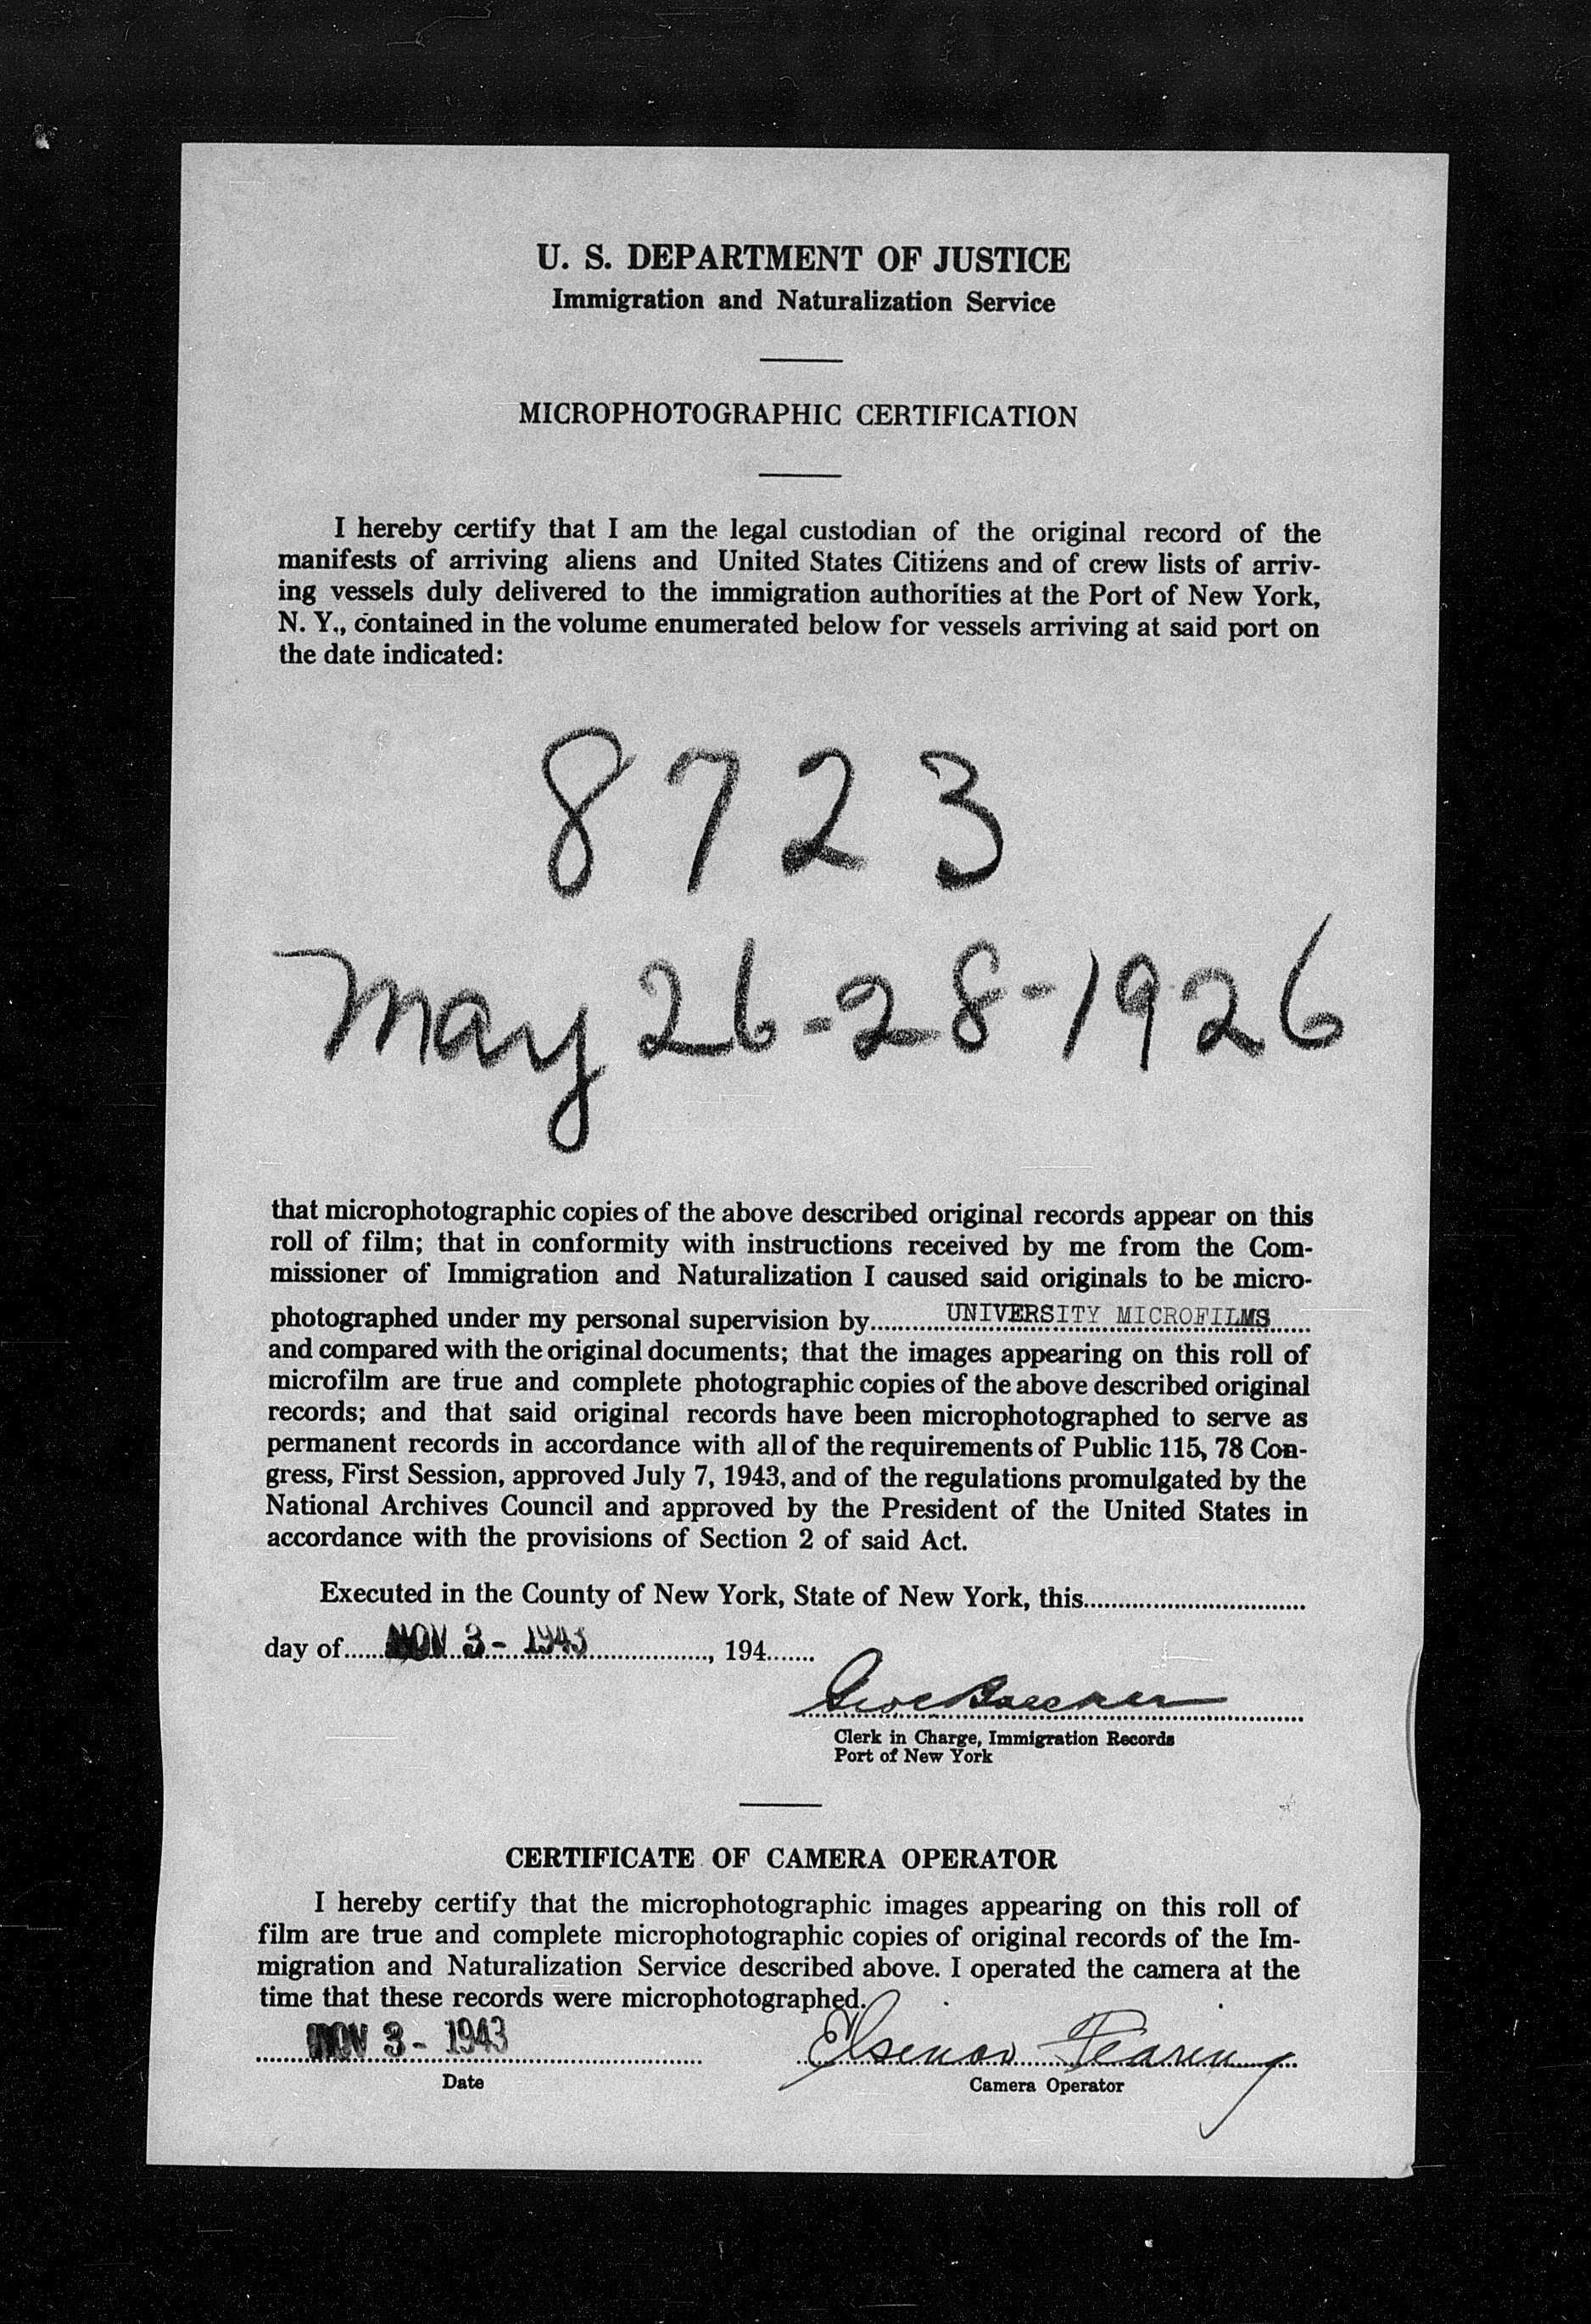 U. S. DEPARTMENT OF JUSTICE
Immigration and Naturalization Service
MICROPHOTOGRAPHIC CERTIFICATION
I hereby certify that I am the legal custodian of the original record of the
manifests of arriving aliens and United States Citizens and of crew lists of arriv-
ing vessels duly delivered to the immigration authorities at the Port of New York,
N. Y., contained in the volume enumerated below for vessels arriving at said port on
the date indicated:
8723
May 26-28-1926
that microphotographic copies of the above described original records appear on this
roll of film; that in conformity with instructions received by me from the Com-
missioner of Immigration and Naturalization I caused said originals to be micro-
photographed under my personal supervision by UNIVERSITY MICROFILMS
and compared with the original documents; that the images appearing on this roll of
microfilm are true and complete photographic copies of the above described original
records; and that said original records have been microphotographed to serve as
permanent records in accordance with all of the requirements of Public 115, 78 Con-
gress, First Session, approved July 7, 1943, and of the regulations promulgated by the
National Archives Council and approved by the President of the United States in
accordance with the provisions of Section 2 of said Act.
Executed in the County of New York, State of New York, this
day of NOV 3 - 1943, 194
Clerk in Charge, Immigration Records
Port of New York
CERTIFICATE OF CAMERA OPERATOR
I hereby certify that the microphotographic images appearing on this roll of
film are true and complete microphotographic copies of original records of the Im-
migration and Naturalization Service described above. I operated the camera at the
time that these records were microphotographed.
NOV 3 - 1943
Date
Camera Operator